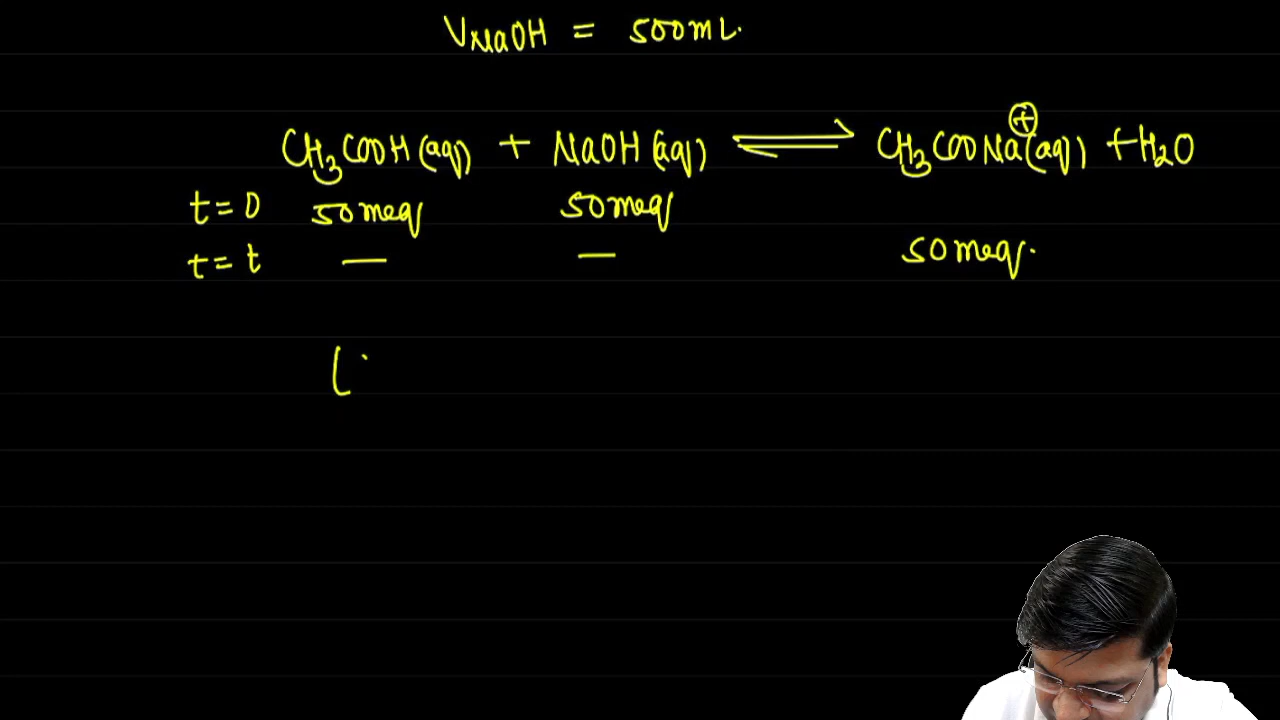 VNaOH = 500mL.
CH3COOH(aq) + NaOH(aq) ⇌ CH3COONa⊕(aq) + H2O
t=0 50meq 50meq
t=t — — 50meq.
[